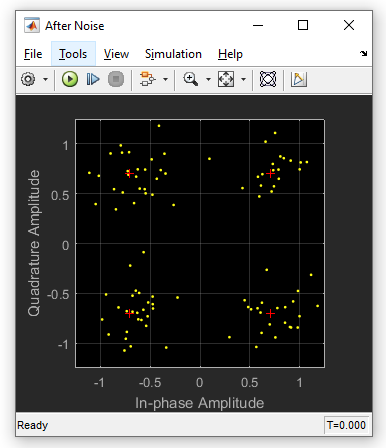 After Noise
File Tools View Simulation Help
Quadrature Amplitude
1
0.5
0
-0.5
-1
-1 -0.5 0 0.5 1
In-phase Amplitude
Ready T=0.000